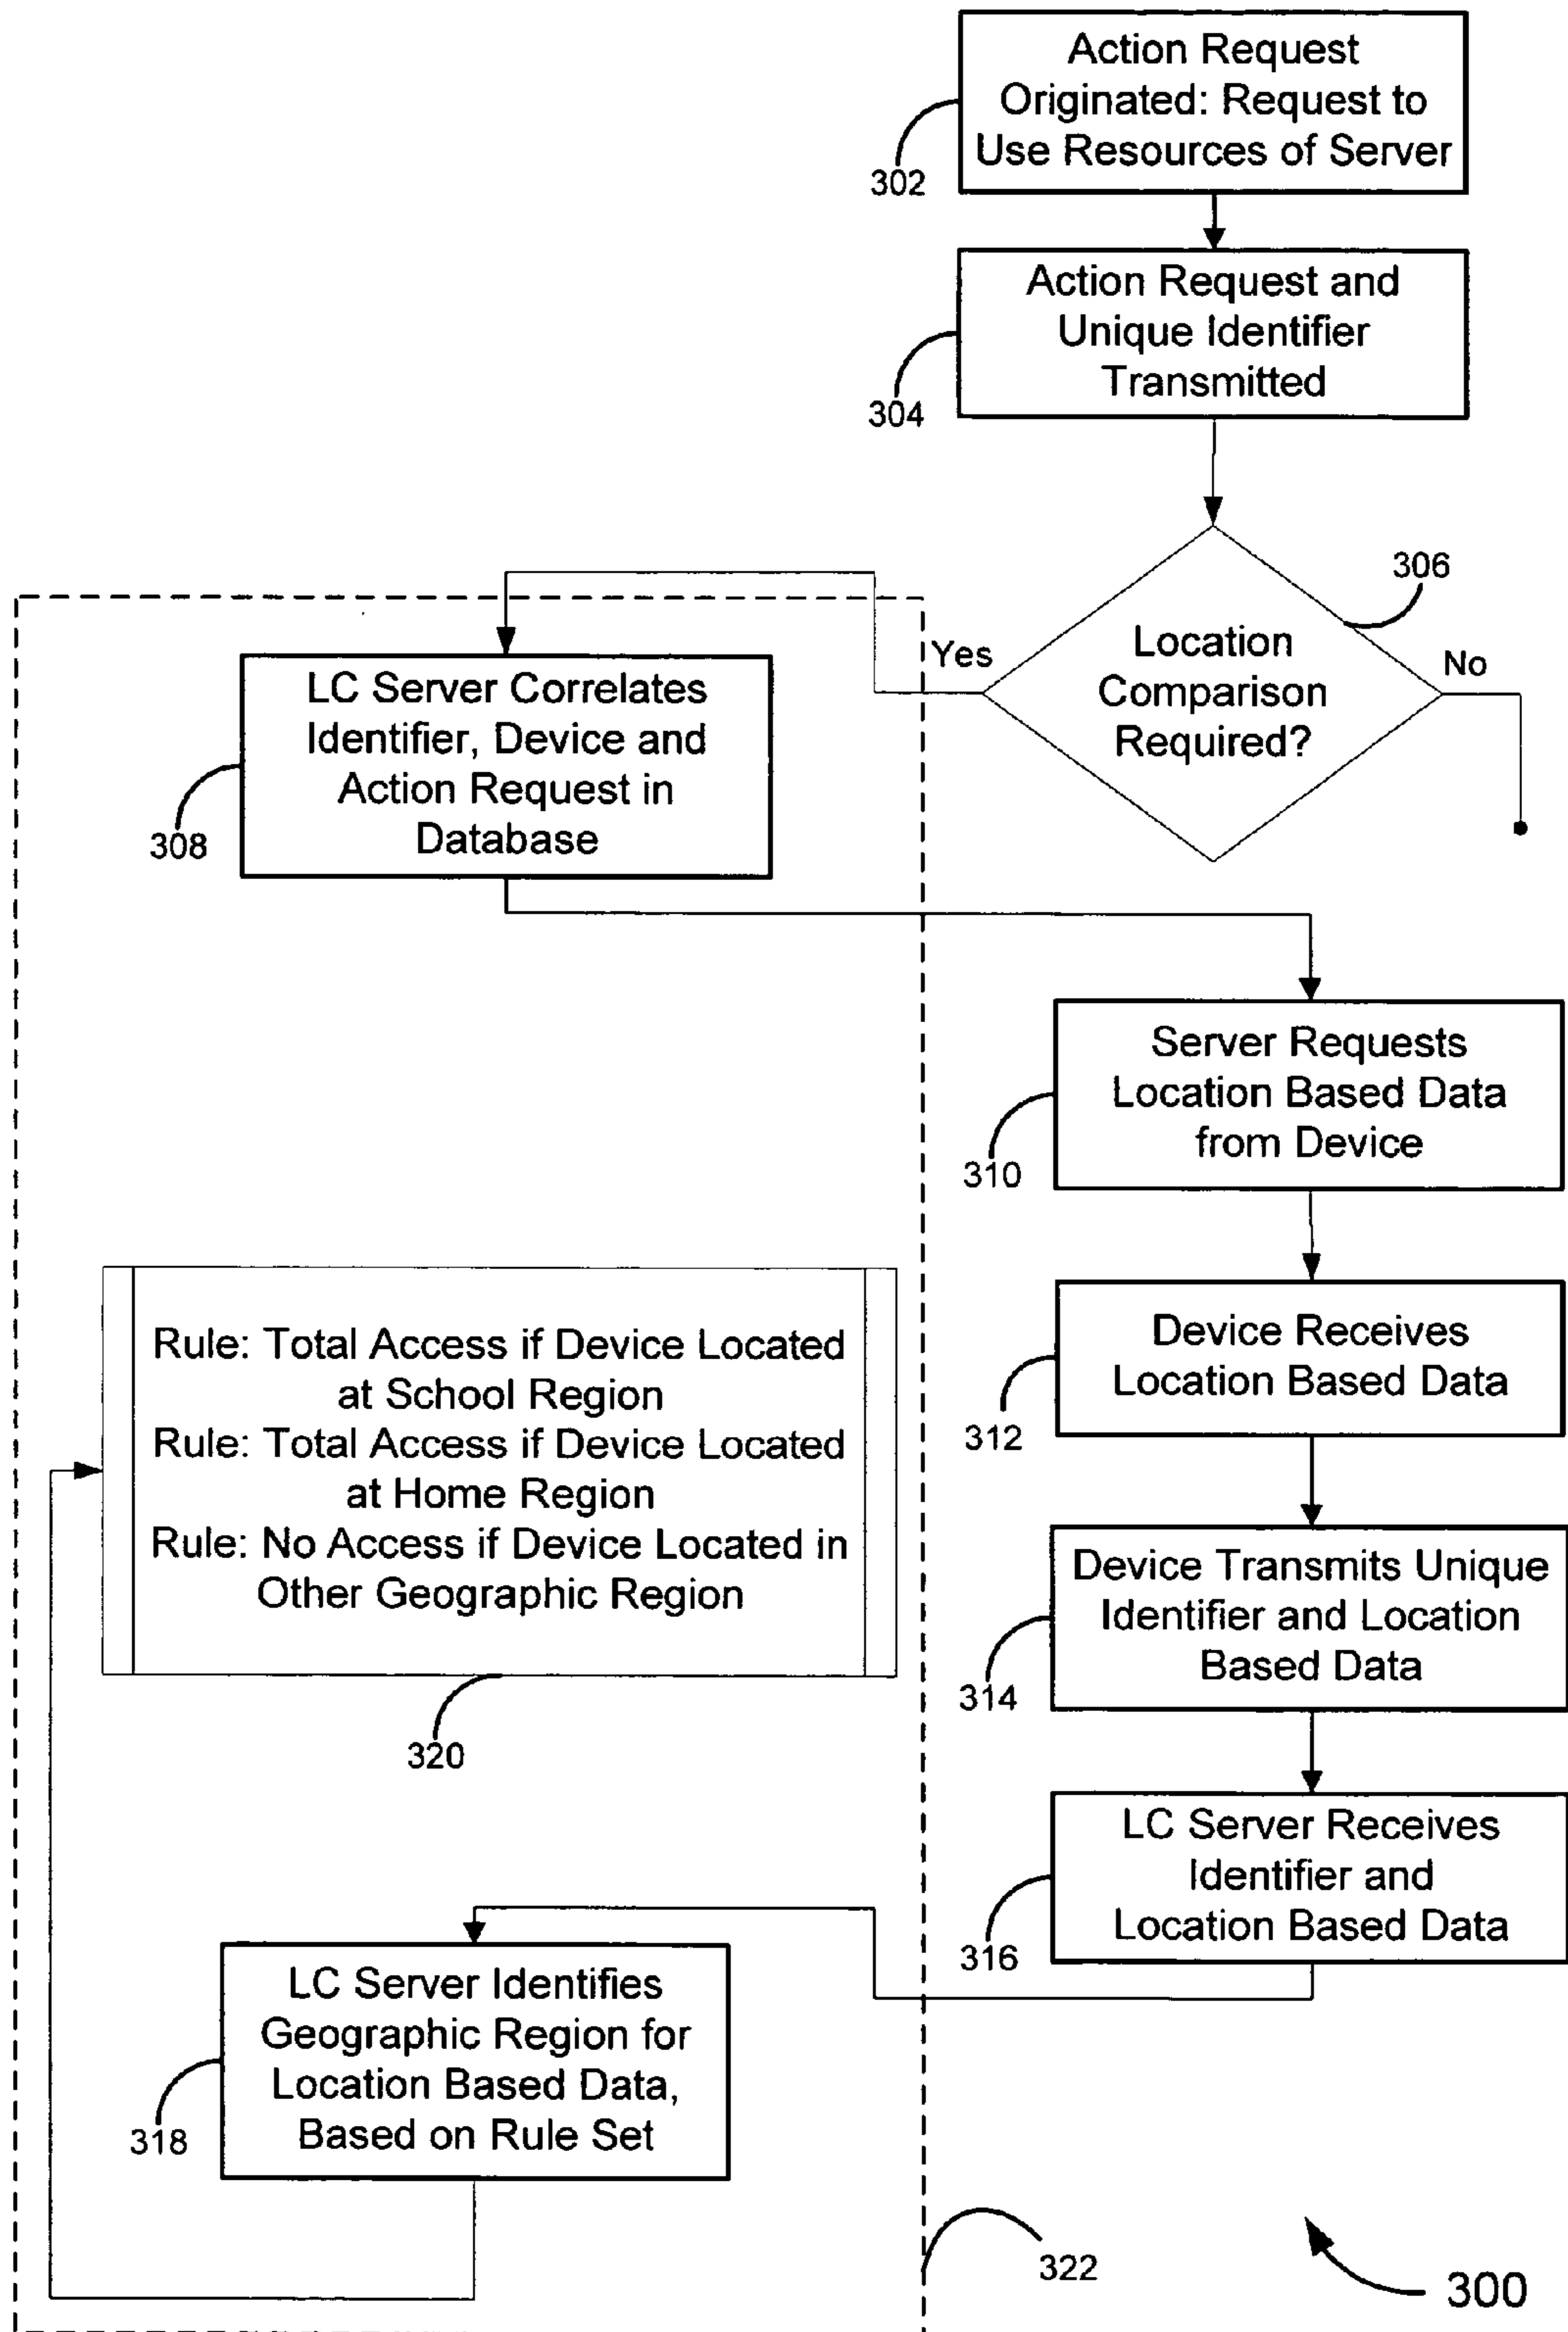 Action Request
Originated: Request to
Use Resources of Server
302
Action Request and
Unique Identifier
Transmitted
304
306
Location
Comparison
Required?
Yes
No
LC Server Correlates
Identifier, Device and
Action Request in
Database
308
Server Requests
Location Based Data
from Device
310
Device Receives
Location Based Data
312
Rule: Total Access if Device Located
at School Region
Rule: Total Access if Device Located
at Home Region
Rule: No Access if Device Located in
Other Geographic Region
320
Device Transmits Unique
Identifier and Location
Based Data
314
LC Server Receives
Identifier and
Location Based Data
316
LC Server Identifies
Geographic Region for
Location Based Data,
Based on Rule Set
318
322
300